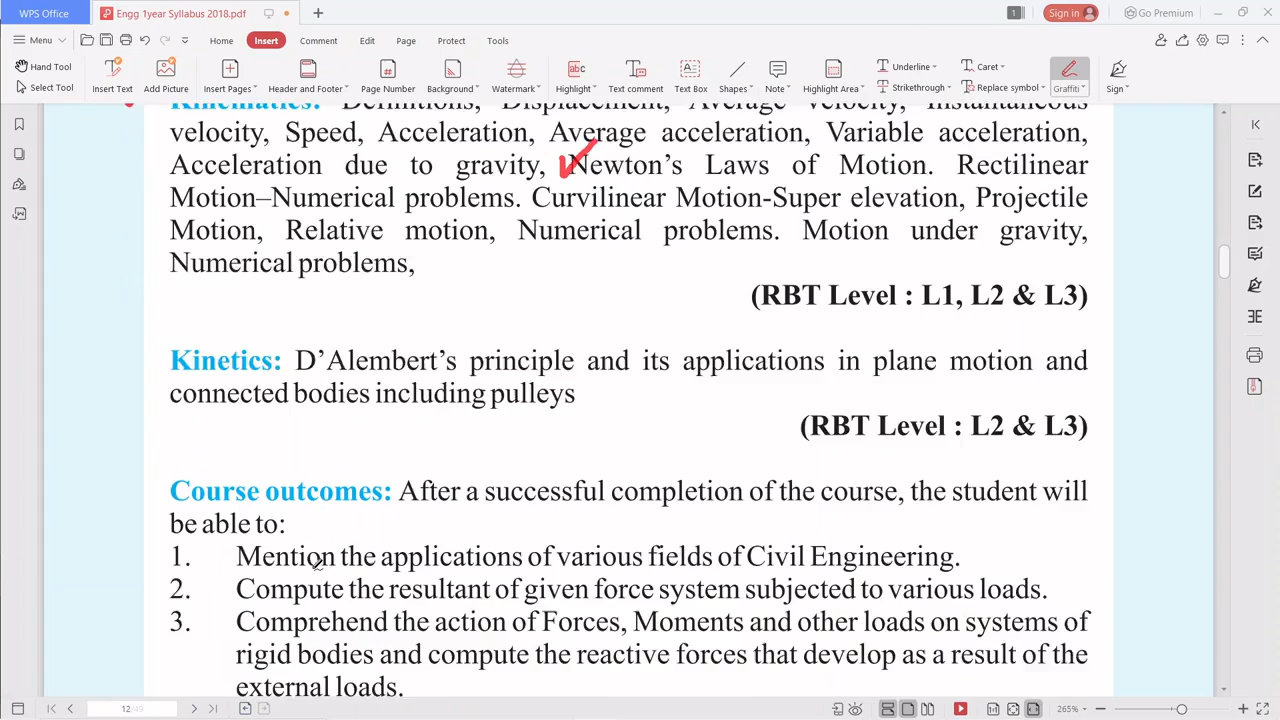 WPS Office
Engg 1year Syllabus 2018.pdf
1
Sign in
Go Premium
Menu
Home
Insert
Comment
Edit
Page
Protect
Tools
Hand Tool
Select Tool
Insert Text
Add Picture
Insert Pages
Header and Footer
Page Number
Background
Watermark
Highlight
Text comment
Text Box
Shapes
Note
Highlight Area
Underline
Strikethrough
Caret
Replace symbol
Graffiti
Sign
Kinematics: Definitions, Displacement, Average velocity, Instantaneous
velocity, Speed, Acceleration, Average acceleration, Variable acceleration,
Acceleration due to gravity, Newton’s Laws of Motion. Rectilinear
Motion–Numerical problems. Curvilinear Motion-Super elevation, Projectile
Motion, Relative motion, Numerical problems. Motion under gravity,
Numerical problems,
(RBT Level : L1, L2 & L3)
Kinetics: D’Alembert’s principle and its applications in plane motion and
connected bodies including pulleys
(RBT Level : L2 & L3)
Course outcomes: After a successful completion of the course, the student will
be able to:
1. Mention the applications of various fields of Civil Engineering.
2. Compute the resultant of given force system subjected to various loads.
3. Comprehend the action of Forces, Moments and other loads on systems of
rigid bodies and compute the reactive forces that develop as a result of the
external loads.
12/49
265%